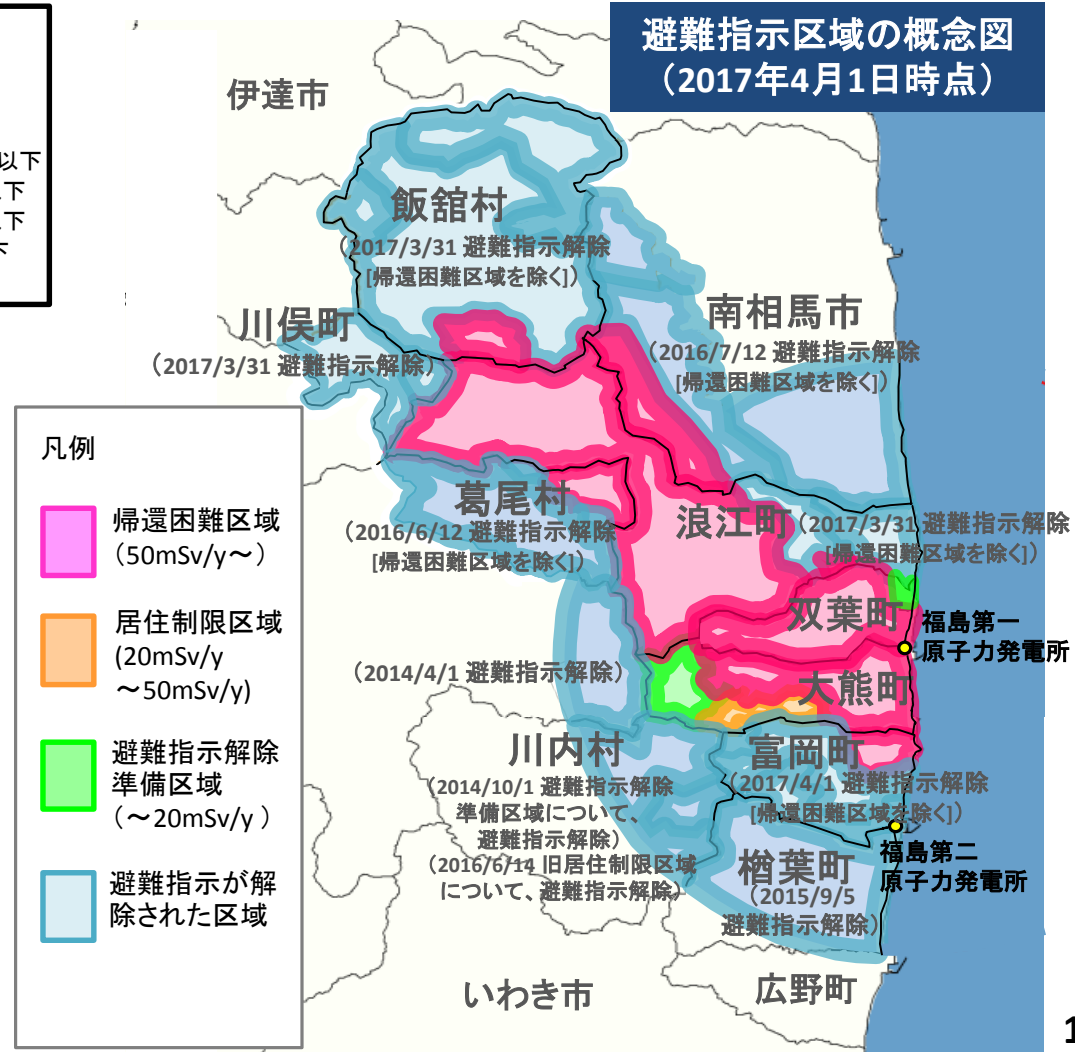 避難指示区域の概念図
（2017年4月1日時点）
以下
下
下
下
伊達市
飯舘村
（2017/3/31 避難指示解除
[帰還困難区域を除く]）
川俣町
（2017/3/31 避難指示解除）
南相馬市
（2016/7/12 避難指示解除
[帰還困難区域を除く]）
葛尾村
（2016/6/12 避難指示解除
[帰還困難区域を除く]）
浪江町
（2017/3/31 避難指示解除
[帰還困難区域を除く]）
双葉町
福島第一
原子力発電所
大熊町
（2014/4/1 避難指示解除）
川内村
（2014/10/1 避難指示解除
準備区域について、
避難指示解除）
（2016/6/14 旧居住制限区域
について、避難指示解除）
富岡町
（2017/4/1 避難指示解除
[帰還困難区域を除く]）
福島第二
原子力発電所
楢葉町
（2015/9/5
避難指示解除）
いわき市
広野町
凡例
帰還困難区域
（50mSv/y～）
居住制限区域
(20mSv/y
～50mSv/y)
避難指示解除
準備区域
（～20mSv/y ）
避難指示が解
除された区域
1